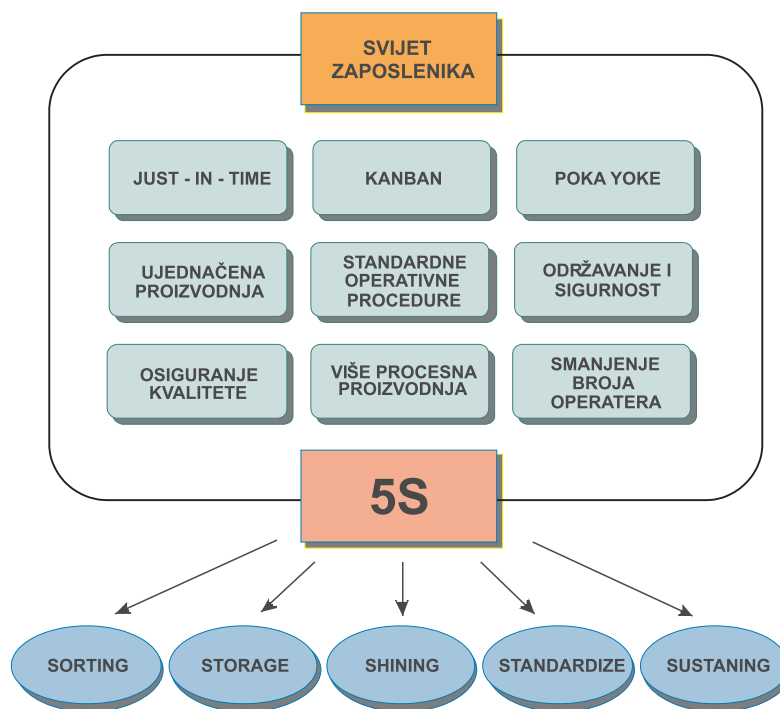 SVIJET
ZAPOSLENIKA
JUST - IN - TIME
KANBAN
POKA YOKE
UJEDNAČENA
PROIZVODNJA
STANDARDNE
OPERATIVNE
PROCEDURE
ODRŽAVANJE I
SIGURNOST
OSIGURANJE
KVALITETE
VIŠE PROCESNA
PROIZVODNJA
SMANJENJE
BROJA
OPERATERA
5S
SORTING
STORAGE
SHINING
STANDARDIZE
SUSTANING